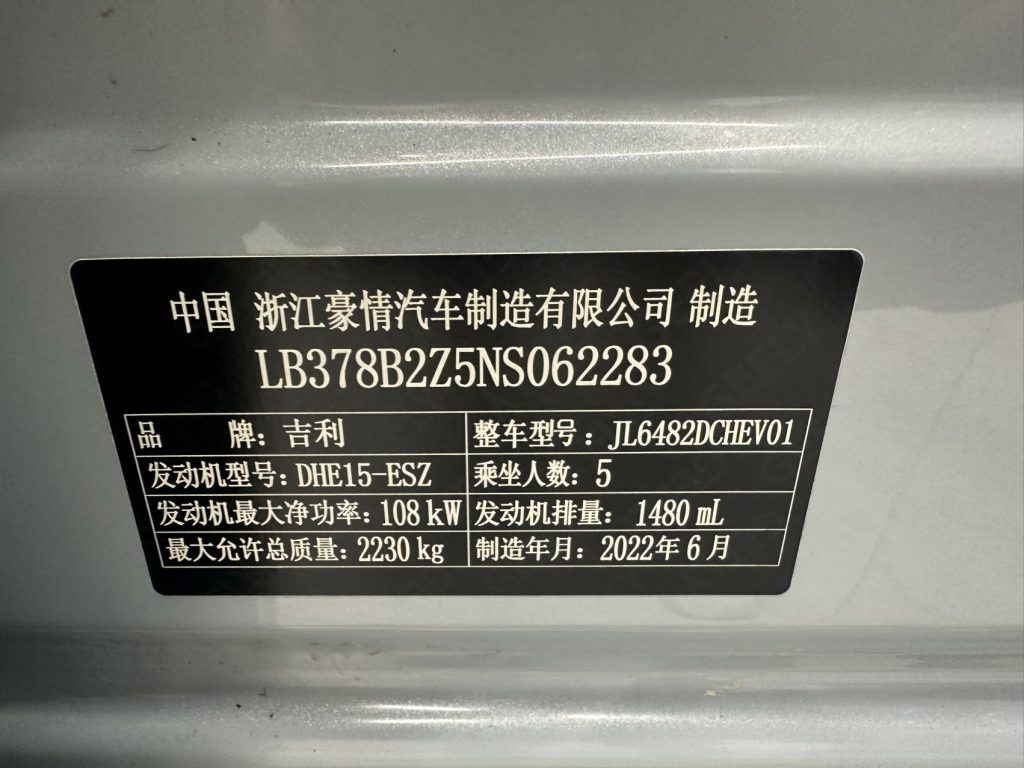 中国 浙江豪情汽车制造有限公司 制造
LB378B2Z5NS062283
品 牌：吉利 整车型号：JL6482DCHEV01
发动机型号：DHE15-ESZ 乘坐人数：5
发动机最大净功率：108 kW 发动机排量：1480 mL
最大允许总质量：2230 kg 制造年月：2022年6月